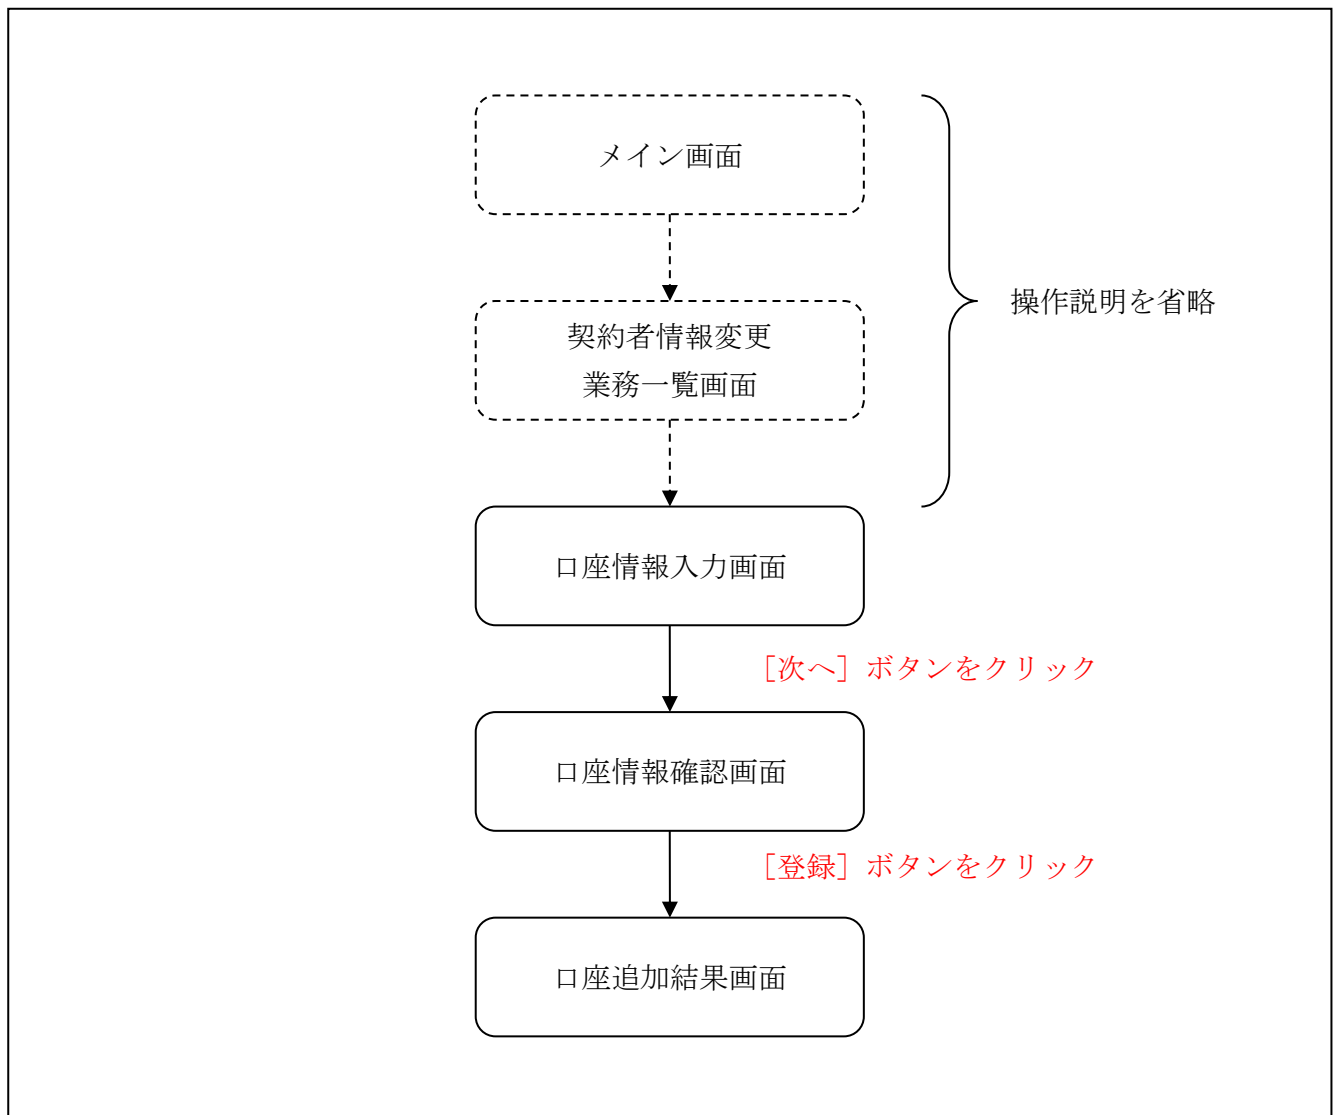 メイン画面
契約者情報変更
業務一覧画面
操作説明を省略
口座情報入力画面
［次へ］ボタンをクリック
口座情報確認画面
［登録］ボタンをクリック
口座追加結果画面